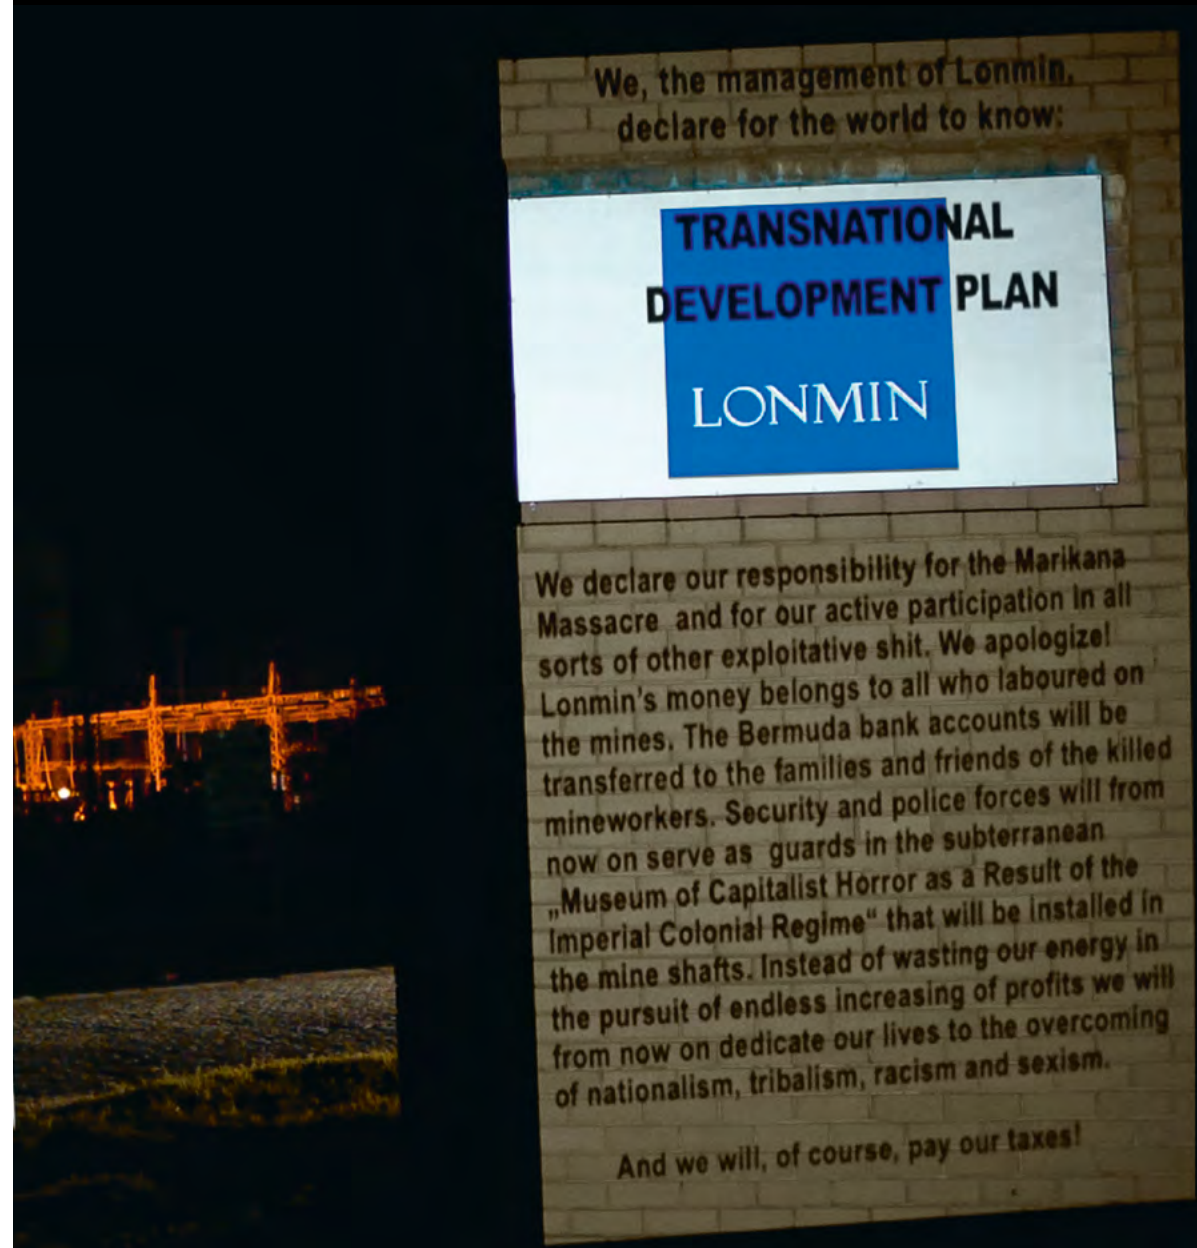 We, the management of Lonmin,
declare for the world to know:
TRANSNATIONAL
DEVELOPMENT PLAN
LONMIN
We declare our responsibility for the Marikana
Massacre and for our active participation in all
sorts of other exploitative shit. We apologize!
Lonmin's money belongs to all who laboured on
the mines. The Bermuda bank accounts will be
transferred to the families and friends of the killed
mineworkers. Security and police forces will from
now on serve as guards in the subterranean
„Museum of Capitalist Horror as a Result of the
Imperial Colonial Regime“ that will be installed in
the mine shafts. Instead of wasting our energy in
the pursuit of endless increasing of profits we will
from now on dedicate our lives to the overcoming
of nationalism, tribalism, racism and sexism.
And we will, of course, pay our taxes!